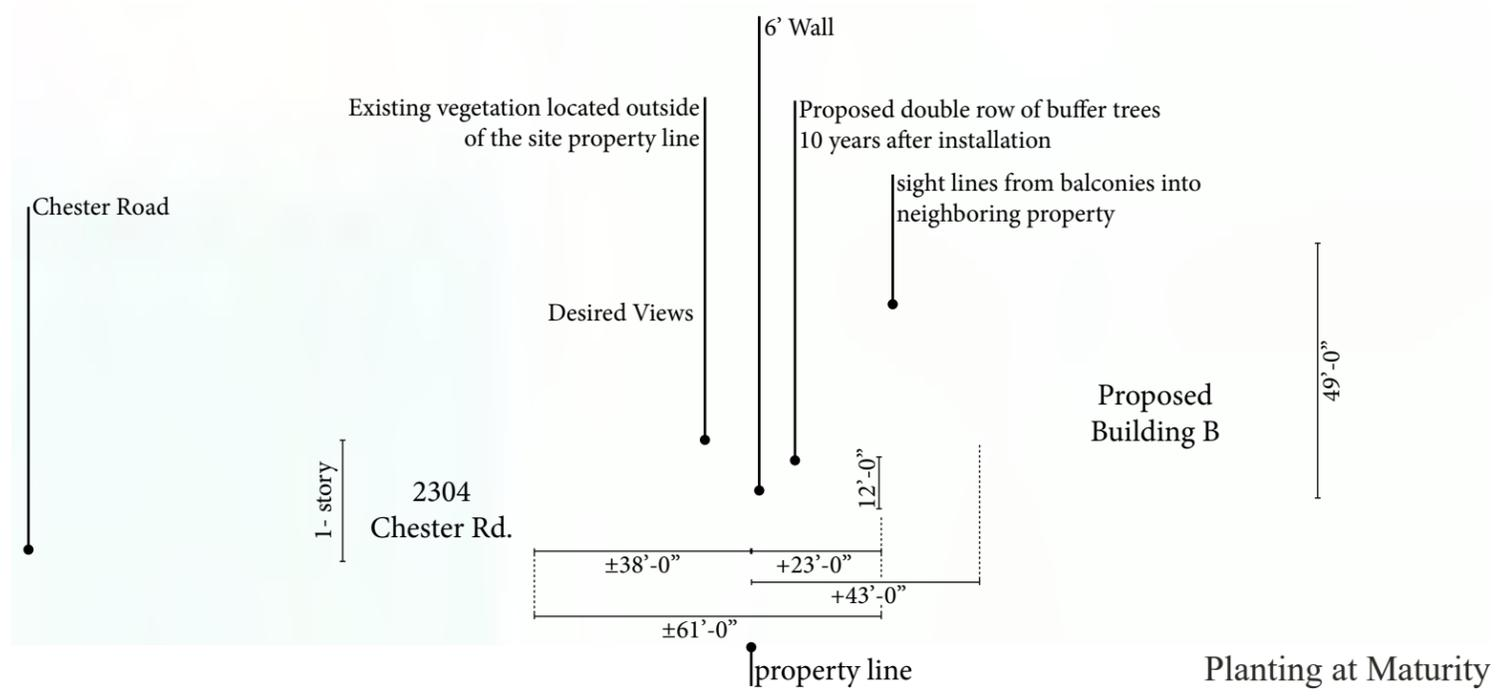 6’ Wall
Existing vegetation located outside
of the site property line
Proposed double row of buffer trees
10 years after installation
sight lines from balconies into
neighboring property
Chester Road
Desired Views
49’-0”
Proposed
Building B
1- story
2304
Chester Rd.
12’-0”
±38’-0”
+23’-0”
+43’-0”
±61’-0”
property line
Planting at Maturity